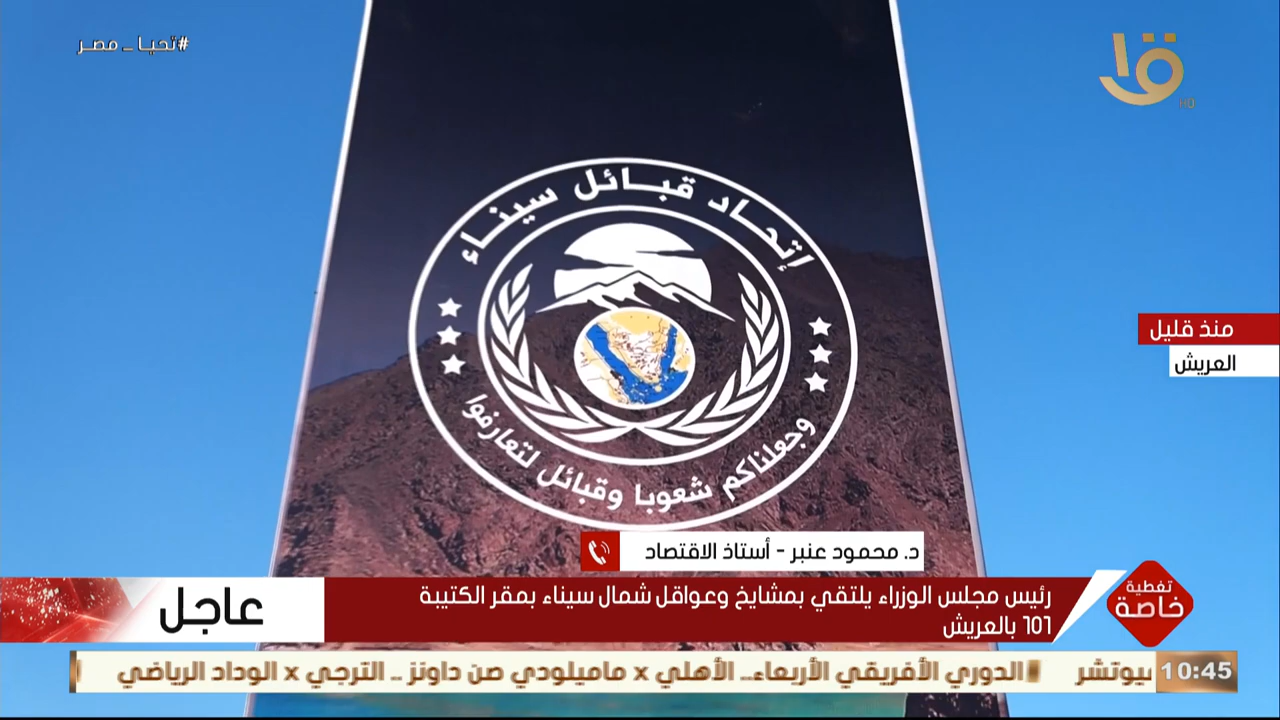 #تحيا_مصر
HD
إتحاد قبائل سيناء
وجعلناكم شعوبا وقبائل لتعارفوا
منذ قليل
العريش
د. محمود عنبر - أستاذ الاقتصاد
تغطية
خاصة
رئيس مجلس الوزراء يلتقي بمشايخ وعواقل شمال سيناء بمقر الكتيبة
101 بالعريش
عاجل
10:45
بيوتشر الدوري الأفريقي الأربعاء.. الأهلي x ماميلودي صن داونز .. الترجي x الوداد الرياضي